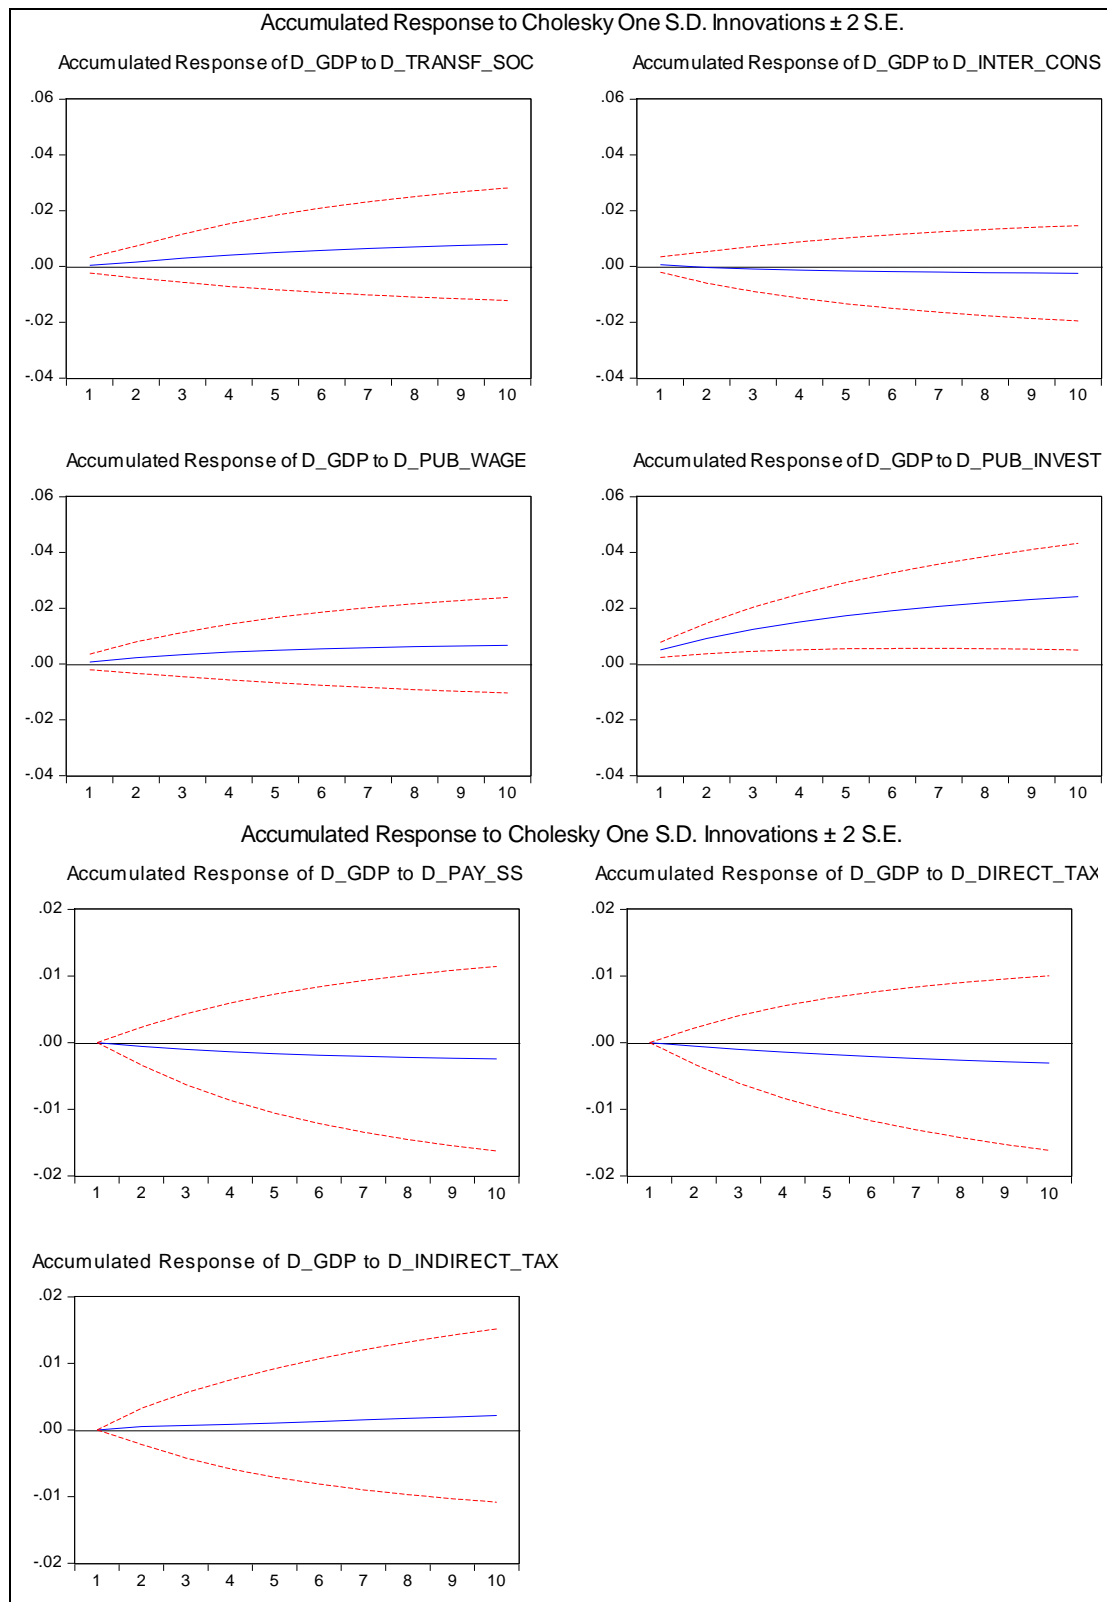 Accumulated Response to Cholesky One S.D. Innovations ± 2 S.E.
Accumulated Response of D_GDP to D_TRANSF_SOC
.06
.04
.02
.00
-.02
-.04
1 2 3 4 5 6 7 8 9 10
Accumulated Response of D_GDP to D_INTER_CONS
.06
.04
.02
.00
-.02
-.04
1 2 3 4 5 6 7 8 9 10
Accumulated Response of D_GDP to D_PUB_WAGE
.06
.04
.02
.00
-.02
-.04
1 2 3 4 5 6 7 8 9 10
Accumulated Response of D_GDP to D_PUB_INVEST
.06
.04
.02
.00
-.02
-.04
1 2 3 4 5 6 7 8 9 10
Accumulated Response to Cholesky One S.D. Innovations ± 2 S.E.
Accumulated Response of D_GDP to D_PAY_SS
.02
.01
.00
-.01
-.02
1 2 3 4 5 6 7 8 9 10
Accumulated Response of D_GDP to D_DIRECT_TAX
.02
.01
.00
-.01
-.02
1 2 3 4 5 6 7 8 9 10
Accumulated Response of D_GDP to D_INDIRECT_TAX
.02
.01
.00
-.01
-.02
1 2 3 4 5 6 7 8 9 10